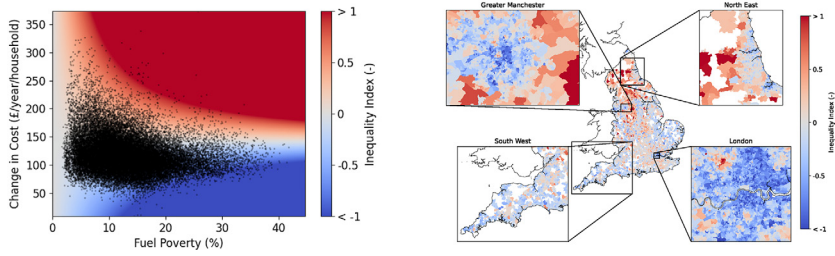 350
300
250
200
150
100
50
0
10
20
30
40
Change in Cost (£/year/household)
Fuel Poverty (%)
> 1
0.5
0
-0.5
< -1
Inequality Index (-)
Greater Manchester
North East
South West
London
> 1
0.5
0
-0.5
< -1
Inequality Index (-)